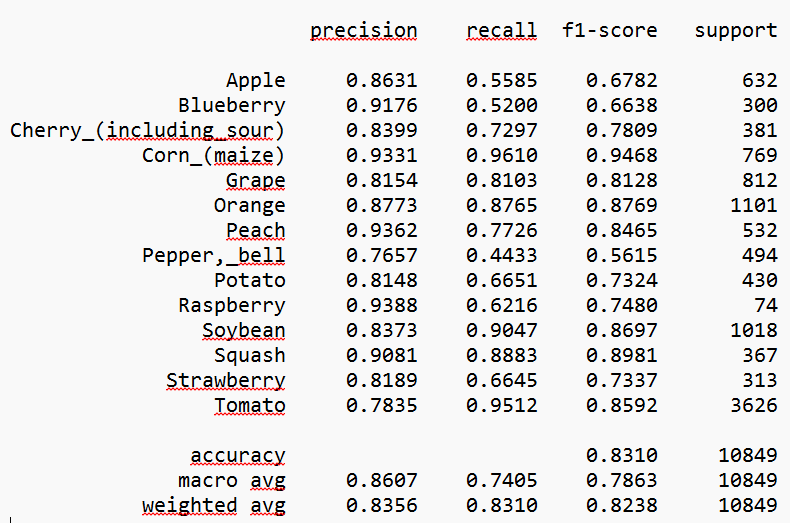 precision recall f1-score support
Apple 0.8631 0.5585 0.6782 632
Blueberry 0.9176 0.5200 0.6638 300
Cherry_(including_sour) 0.8399 0.7297 0.7809 381
Corn_(maize) 0.9331 0.9610 0.9468 769
Grape 0.8154 0.8103 0.8128 812
Orange 0.8773 0.8765 0.8769 1101
Peach 0.9362 0.7726 0.8465 532
Pepper,_bell 0.7657 0.4433 0.5615 494
Potato 0.8148 0.6651 0.7324 430
Raspberry 0.9388 0.6216 0.7480 74
Soybean 0.8373 0.9047 0.8697 1018
Squash 0.9081 0.8883 0.8981 367
Strawberry 0.8189 0.6645 0.7337 313
Tomato 0.7835 0.9512 0.8592 3626
accuracy 0.8310 10849
macro avg 0.8607 0.7405 0.7863 10849
weighted avg 0.8356 0.8310 0.8238 10849